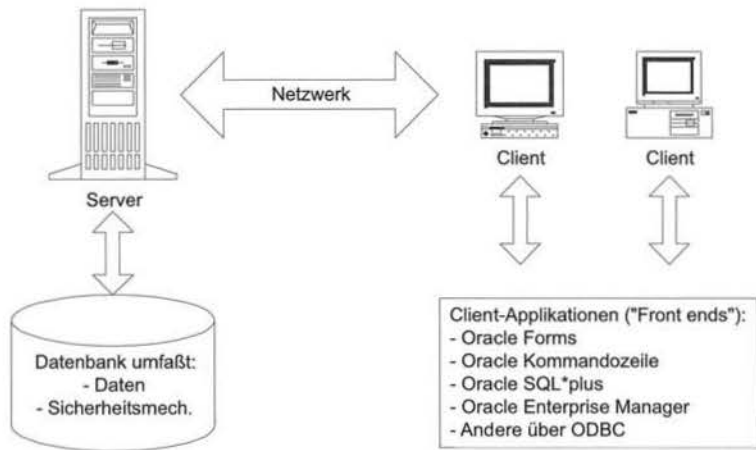 Netzwerk
Client
Client
Server
Client-Applikationen ("Front ends"):
- Oracle Forms
- Oracle Kommandozeile
- Oracle SQL*plus
- Oracle Enterprise Manager
- Andere über ODBC
Datenbank umfaßt:
- Daten
- Sicherheitsmech.